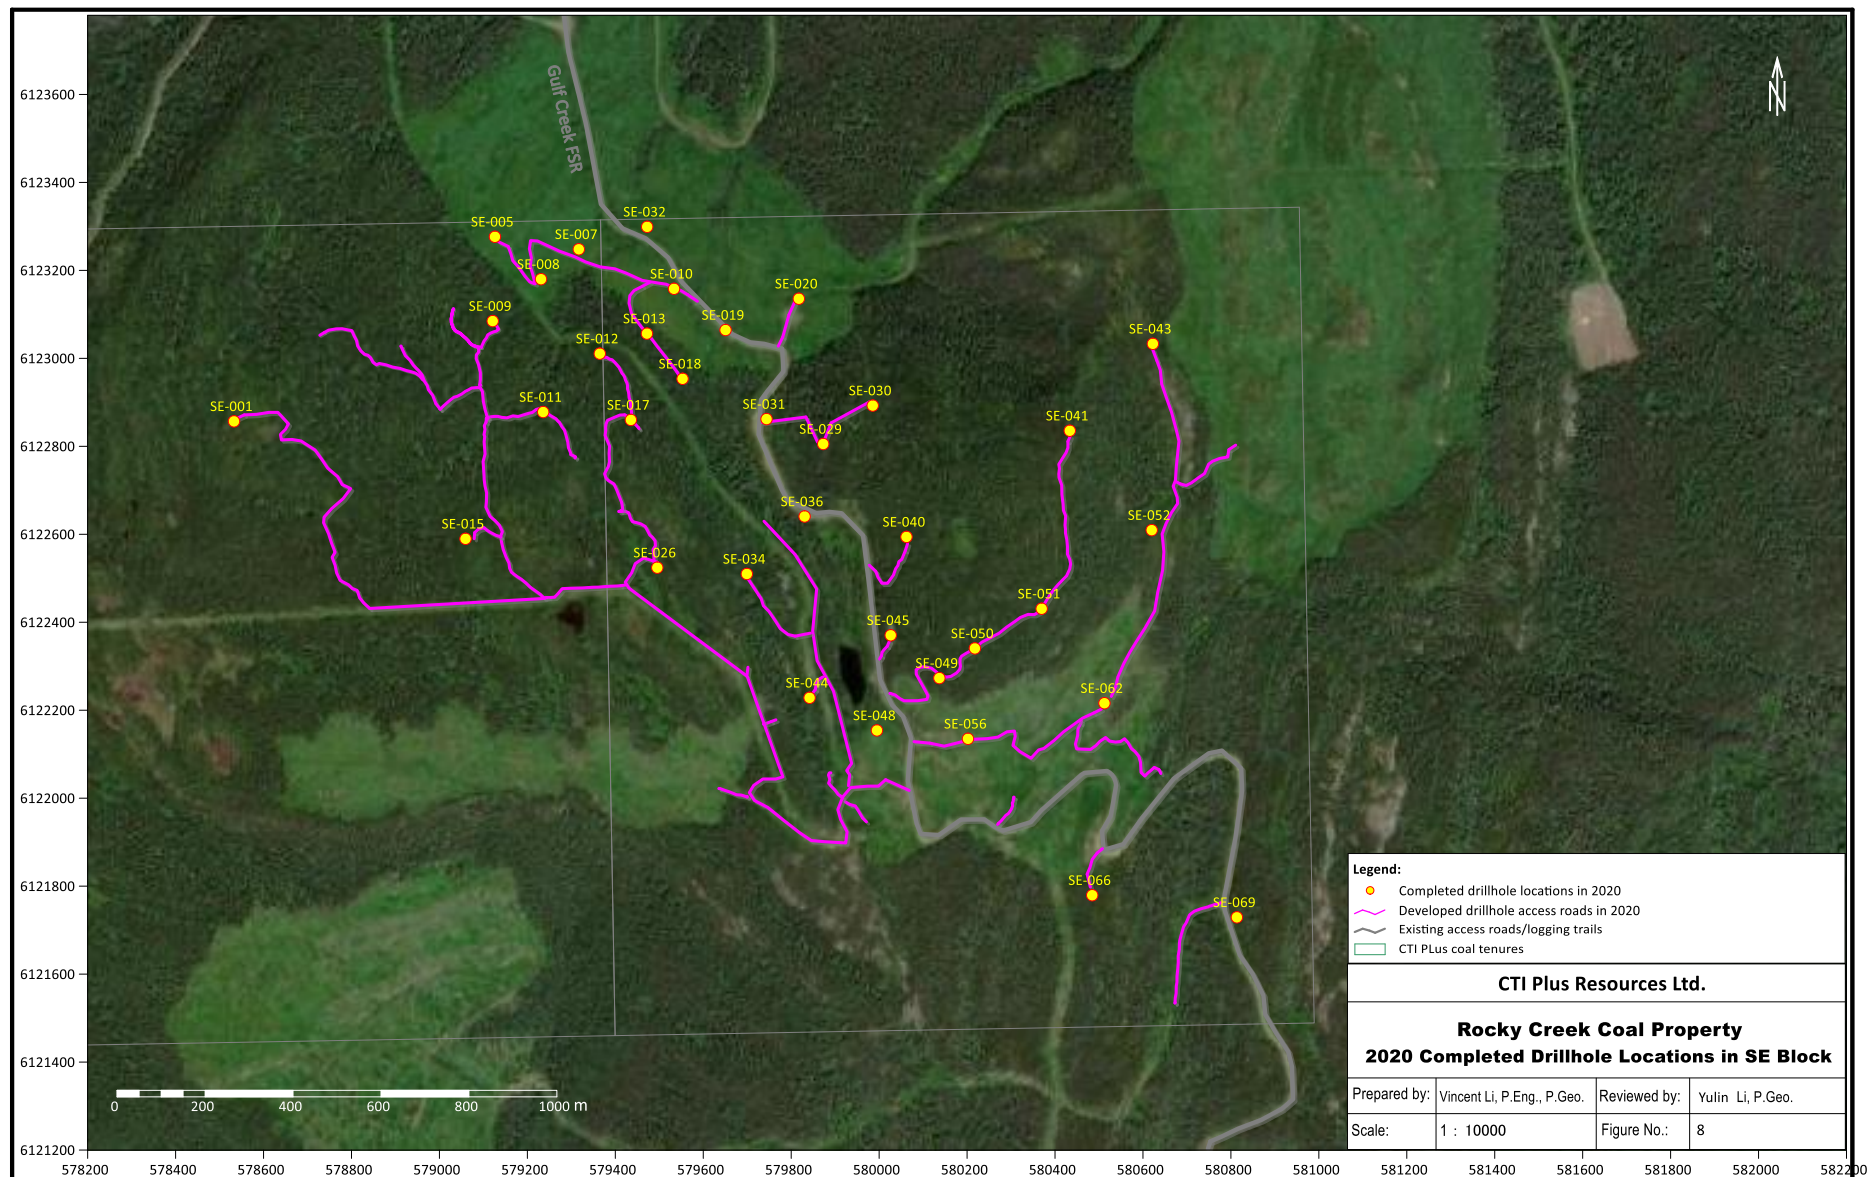 6123600
6123400
6123200
6123000
6122800
6122600
6122400
6122200
6122000
6121800
6121600
6121400
6121200
Gulf Creek FSR
N
SE-032
SE-005
SE-007
SE-008
SE-010
SE-020
SE-009
SE-013
SE-019
SE-012
SE-043
SE-018
SE-011
SE-030
SE-001
SE-017
SE-031
SE-041
SE-029
SE-036
SE-015
SE-040
SE-052
SE-026
SE-034
SE-051
SE-045
SE-050
SE-049
SE-044
SE-062
SE-048
SE-056
SE-066
SE-069
0 200 400 600 800 1000 m
578200 578400 578600 578800 579000 579200 579400 579600 579800 580000 580200 580400 580600 580800 581000 581200 581400 581600 581800 582000 582200
Legend:
Completed drillhole locations in 2020
Developed drillhole access roads in 2020
Existing access roads/logging trails
CTI PLus coal tenures
CTI Plus Resources Ltd.
Rocky Creek Coal Property
2020 Completed Drillhole Locations in SE Block
Prepared by: Vincent Li, P.Eng., P.Geo. Reviewed by: Yulin Li, P.Geo.
Scale: 1 : 10000 Figure No.: 8